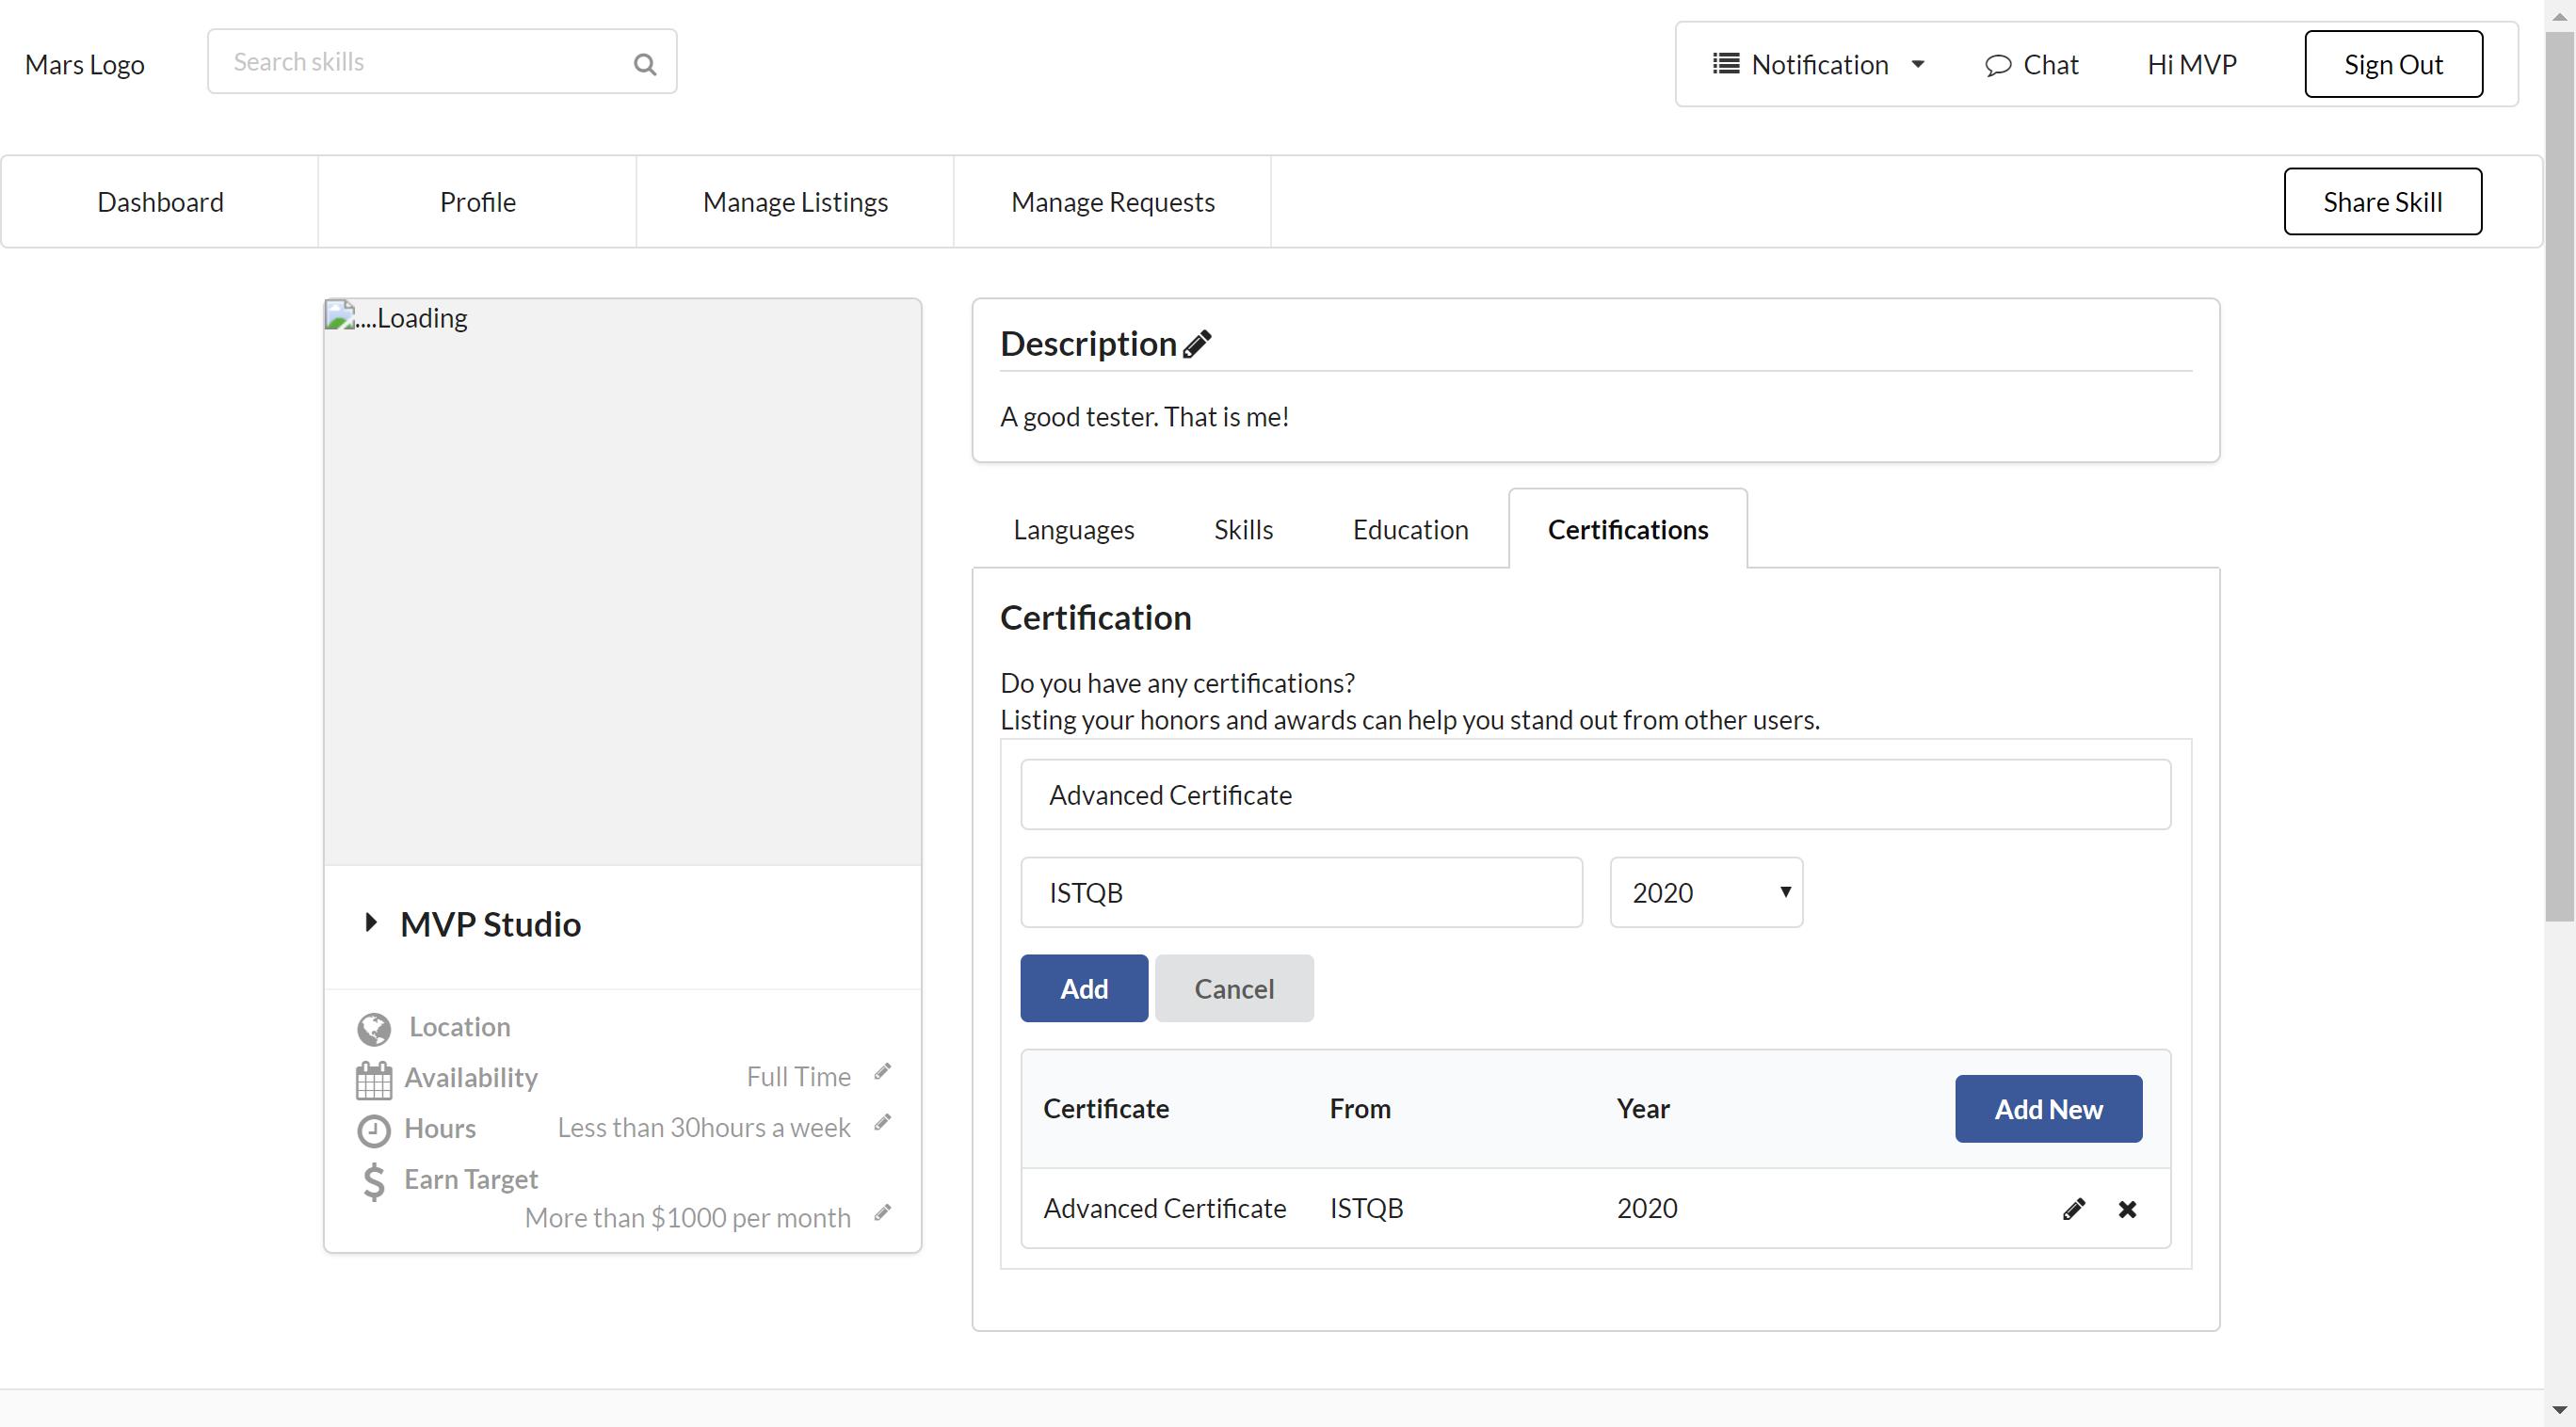 Mars Logo
Search skills
Notification
Chat
Hi MVP
Sign Out
Dashboard
Profile
Manage Listings
Manage Requests
Share Skill
....Loading
MVP Studio
Location
Availability
Full Time
Hours
Less than 30hours a week
Earn Target
More than $1000 per month
Description
A good tester. That is me!
Languages
Skills
Education
Certifications
Certification
Do you have any certifications?
Listing your honors and awards can help you stand out from other users.
Advanced Certificate
ISTQB
2020
Add
Cancel
Certificate
From
Year
Add New
Advanced Certificate
ISTQB
2020